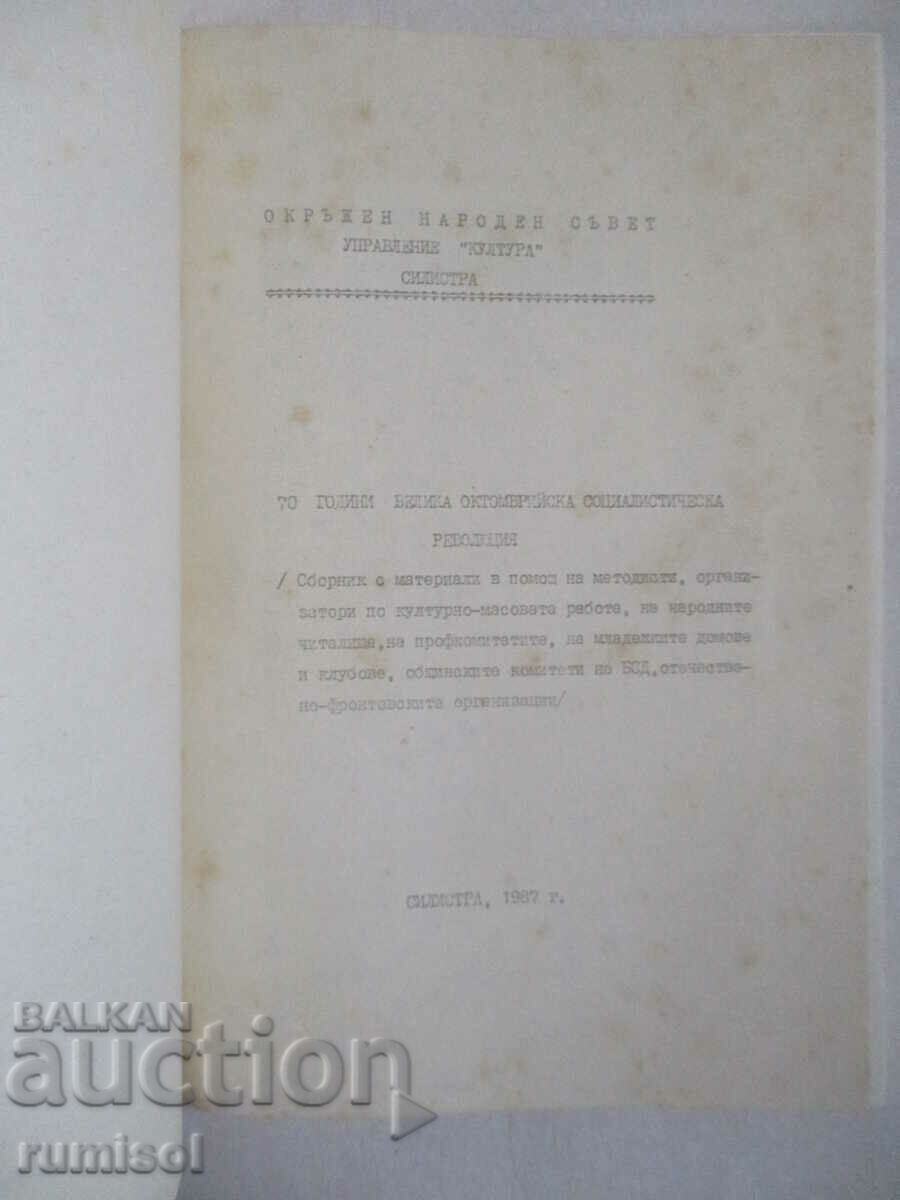 ОКРЪЖЕН НАРОДЕН СЪВЕТ
УПРАВЛЕНИЕ "КУЛТУРА"
СИЛИСТРА
70 ГОДИНИ ВЕЛИКА ОКТОМВРИЙСКА СОЦИАЛИСТИЧЕСКА
РЕВОЛЮЦИЯ
/ Сборник с материали в помощ на методисти, органи-
затори по културно-масовата работа, на народните
читалища,на профкомитетите, на младежките домове
и клубове, общинските комитети на БСД,отечестве-
но-фронтовските организации/
СИЛИСТРА, 1987 г.
BALKAN
auction
rumisol